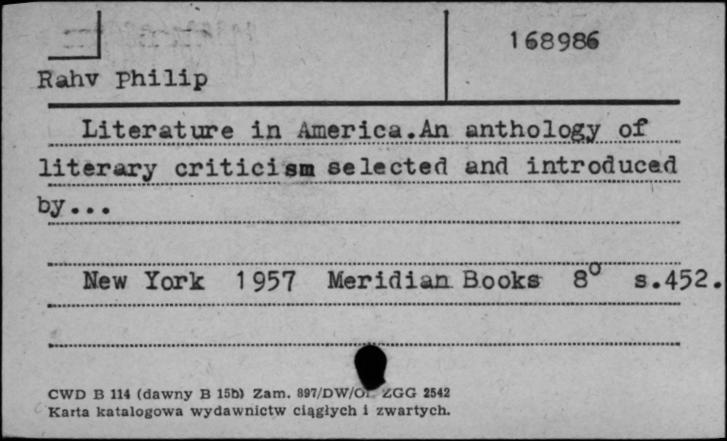 168986
Rahv Philip
Literature in America.An anthology of
literary criticism selected and introduced
by...
New York 1957 Meridian Books 8° s.452.
CWD B 114 (dawny B 15b) Zam. 897/DW/ ZGG 2542
Karta katalogowa wydawnictw ciągłych i zwartych.